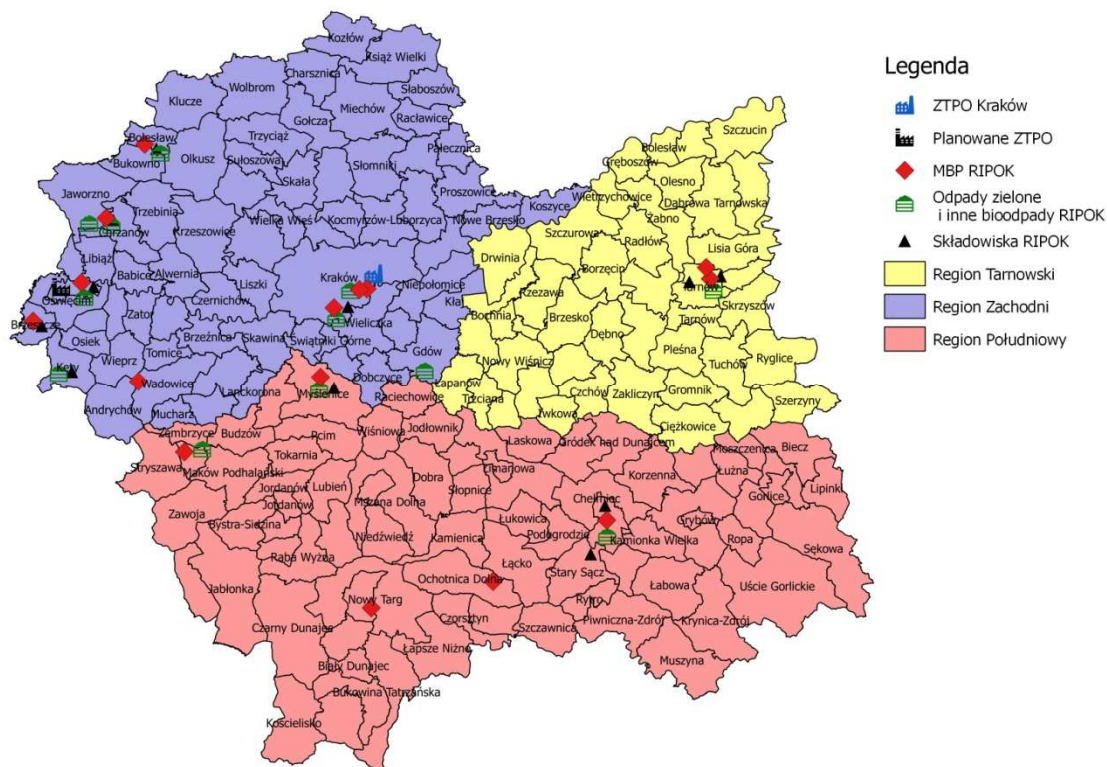 Kozłów
Książ Wielki
Charsznica
Słaboszów
Wolbrom
Klucze
Miechów
Gołcza
Racławice
Szczucin
Bolesław
Trzyciąż
Pałecznica
Bolesław
Bukowno
Olkusz
Sułoszowa
Słomniki
Gręboszów
Skała
Olesno
Proszowice
Jaworzno
Wietrzychowice
Dąbrowa Tarnowska
Trzebinia
Koszyce
Wielka Wieś
Kocmyrzów-Luborzyca
Nowe Brzesko
Żabno
Chrzanów
Krzeszowice
Szczurowa
Radłów
Lisia Góra
Libiąż
Drwinia
Babice
Alwernia
Kraków
Borzęcin
Liszki
Niepołomice
Tarnów
Oświęcim
Czernichów
Kłaj
Rzezawa
Zator
Skrzyszów
Bochnia
Brzesko
Tarnów
Brzeszcze
Wieliczka
Dębno
Osiek
Brzeźnica
Skawina
Świątniki Górne
Pleśna
Tomice
Wieprz
Gdów
Nowy Wiśnicz
Tuchów
Ryglice
Kęty
Wadowice
Dobczyce
Łapanów
Gromnik
Lanckorona
Myślenice
Raciechowice
Trzciana
Czchów
Zakliczyn
Szerzyny
Andrychów
Mucharz
Iwkowa
Ciężkowice
Zembrzyce
Budzów
Pcim
Wiśniowa
Jodłownik
Laskowa
Gródek nad Dunajcem
Moszczenica
Biecz
Tokarnia
Stryszawa
Maków Podhalański
Limanowa
Korzenna
Łużna
Dobra
Jordanów
Lubień
Mszana Dolna
Słopnice
Chełmiec
Gorlice
Lipinki
Jordanów
Zawoja
Bystra-Sidzina
Łukowica
Grybów
Niedźwiedź
Kamienica
Podegrodzie
Kamionka Wielka
Ropa
Sękowa
Raba Wyżna
Łącko
Stary Sącz
Ochotnica Dolna
Łabowa
Uście Gorlickie
Jabłonka
Nowy Targ
Rytro
Czorsztyn
Piwniczna-Zdrój
Krynica-Zdrój
Czarny Dunajec
Szczawnica
Łapsze Niżne
Muszyna
Biały Dunajec
Bukowina Tatrzańska
Kościelisko
Legenda
ZTPO Kraków
Planowane ZTPO
MBP RIPOK
Odpady zielone
i inne bioodpady RIPOK
Składowiska RIPOK
Region Tarnowski
Region Zachodni
Region Południowy